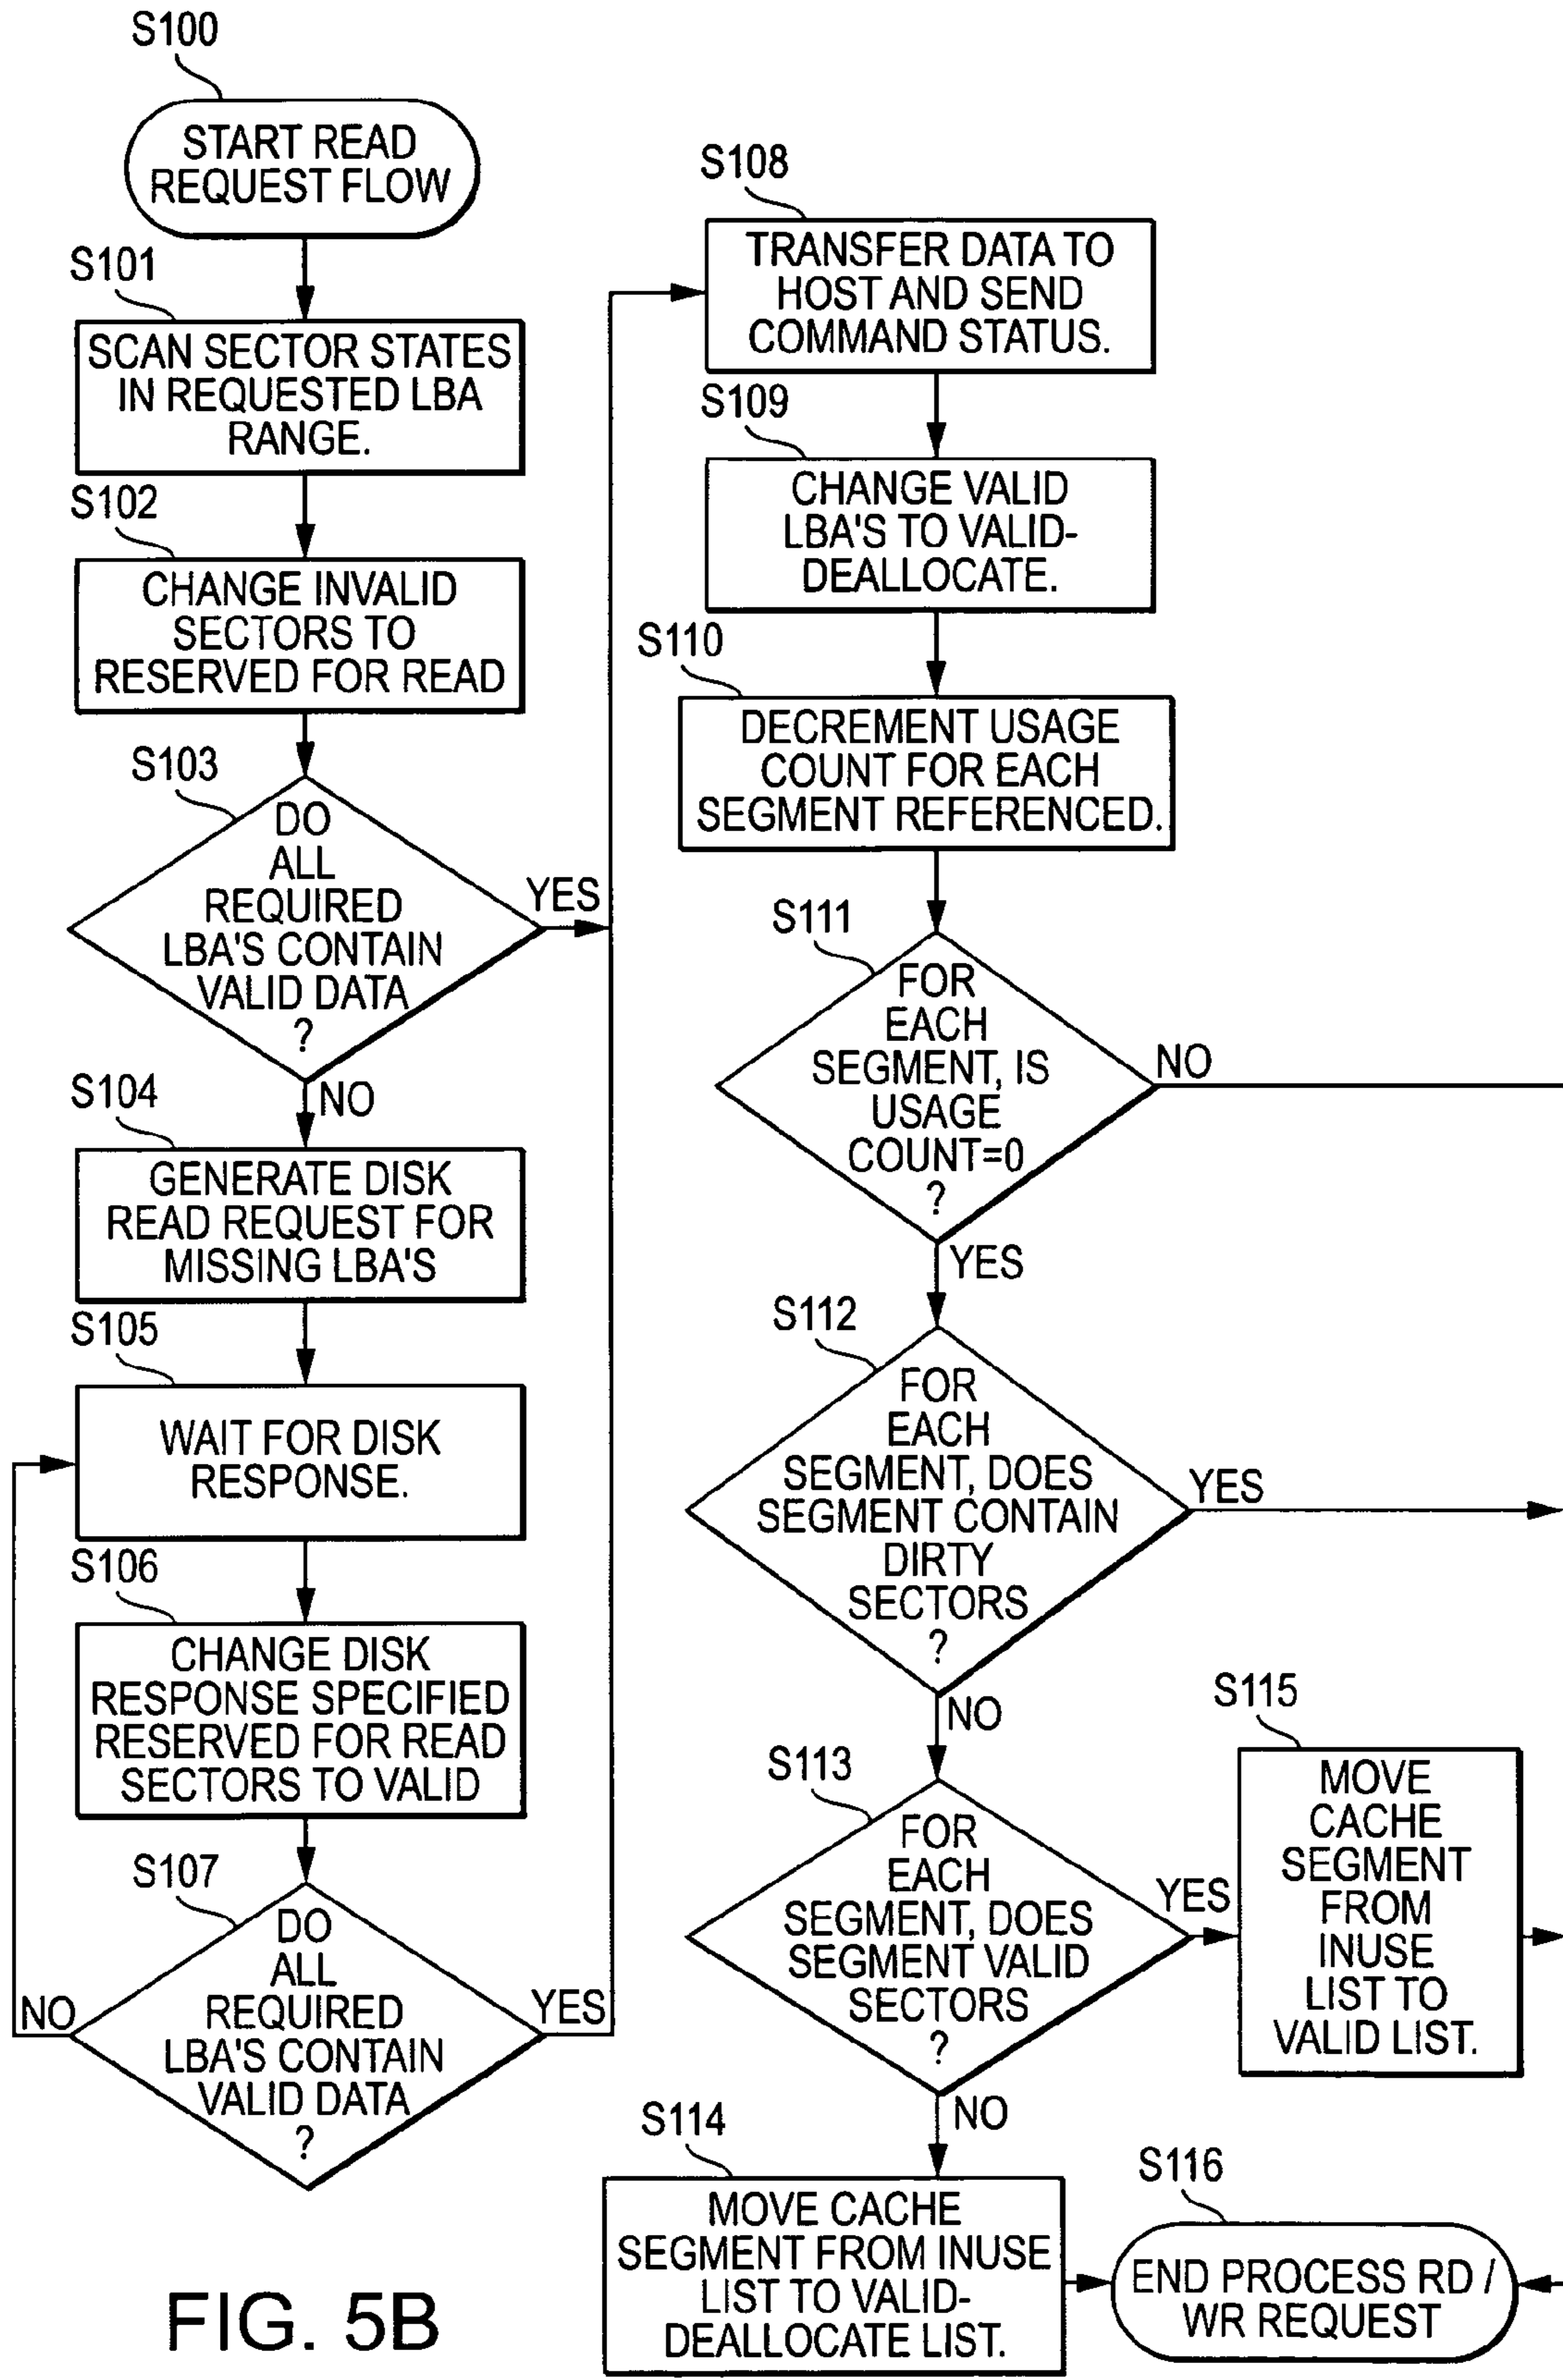 S100
START READ
REQUEST FLOW
S101
SCAN SECTOR STATES
IN REQUESTED LBA
RANGE.
S102
CHANGE INVALID
SECTORS TO
RESERVED FOR READ
S103
DO
ALL
REQUIRED
LBA'S CONTAIN
VALID DATA
?
YES
NO
S104
GENERATE DISK
READ REQUEST FOR
MISSING LBA'S
S105
WAIT FOR DISK
RESPONSE.
S106
CHANGE DISK
RESPONSE SPECIFIED
RESERVED FOR READ
SECTORS TO VALID
S107
DO
ALL
REQUIRED
LBA'S CONTAIN
VALID DATA
?
NO
YES
S108
TRANSFER DATA TO
HOST AND SEND
COMMAND STATUS.
S109
CHANGE VALID
LBA'S TO VALID-
DEALLOCATE.
S110
DECREMENT USAGE
COUNT FOR EACH
SEGMENT REFERENCED.
S111
FOR
EACH
SEGMENT, IS
USAGE
COUNT=0
?
NO
YES
S112
FOR
EACH
SEGMENT, DOES
SEGMENT CONTAIN
DIRTY
SECTORS
?
YES
NO
S113
FOR
EACH
SEGMENT, DOES
SEGMENT VALID
SECTORS
?
YES
NO
S115
MOVE
CACHE
SEGMENT
FROM
INUSE
LIST TO
VALID LIST.
S114
MOVE CACHE
SEGMENT FROM INUSE
LIST TO VALID-
DEALLOCATE LIST.
S116
END PROCESS RD /
WR REQUEST
FIG. 5B